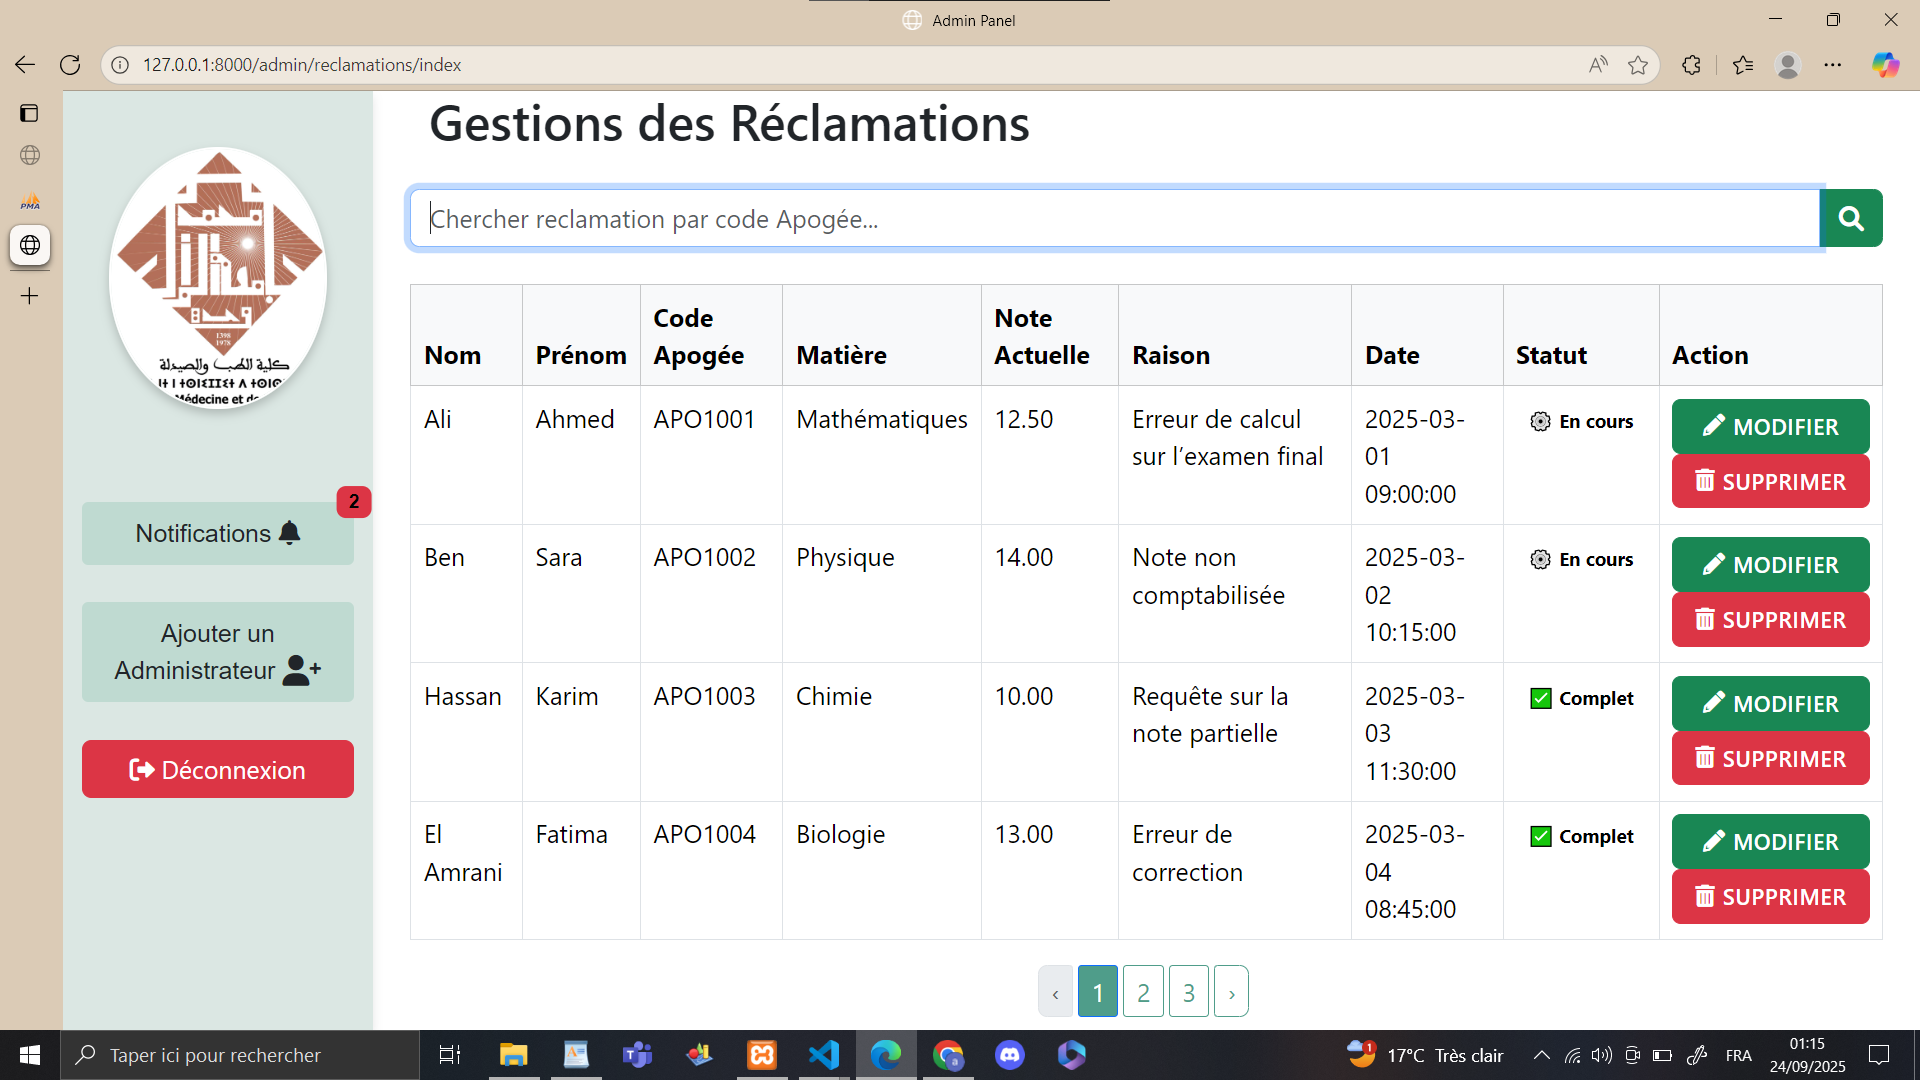 Admin Panel
127.0.0.1:8000/admin/reclamations/index
PMA
1398
1978
كلية الطب والصيدلة
Médecine et de
Notifications
2
Ajouter un
Administrateur
Déconnexion
Gestions des Réclamations
Chercher reclamation par code Apogée...
Nom Prénom Code Apogée Matière Note Actuelle Raison Date Statut Action
Ali Ahmed APO1001 Mathématiques 12.50 Erreur de calcul En cours MODIFIER
sur l’examen final
2025-03-
01
09:00:00
SUPPRIMER
Ben Sara APO1002 Physique 14.00 Note non En cours MODIFIER
comptabilisée
2025-03-
02
10:15:00
SUPPRIMER
Hassan Karim APO1003 Chimie 10.00 Requête sur la Complet MODIFIER
note partielle
2025-03-
03
11:30:00
SUPPRIMER
El Fatima APO1004 Biologie 13.00 Erreur de Complet MODIFIER
Amrani
correction
2025-03-
04
08:45:00
SUPPRIMER
‹ 1 2 3 ›
Taper ici pour rechercher
1
17°C Très clair
FRA
01:15
24/09/2025